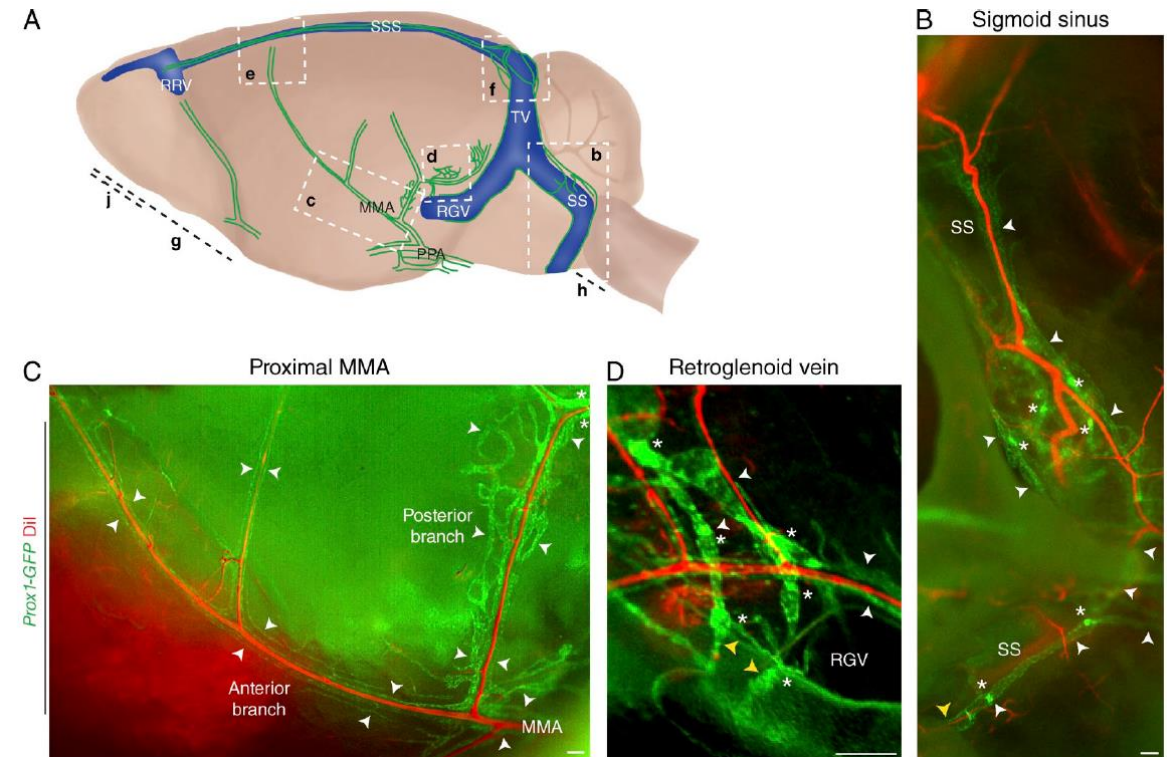 A
SSS
RRV
e
f
TV
b
d
c
MMA
RGV
SS
PPA
j
g
h
B Sigmoid sinus
SS
*
*
*
*
*
SS
*
C Proximal MMA
Prox1-GFP DiI
*
*
Posterior
branch
Anterior
branch
MMA
D Retroglenoid vein
*
*
*
*
*
RGV
*